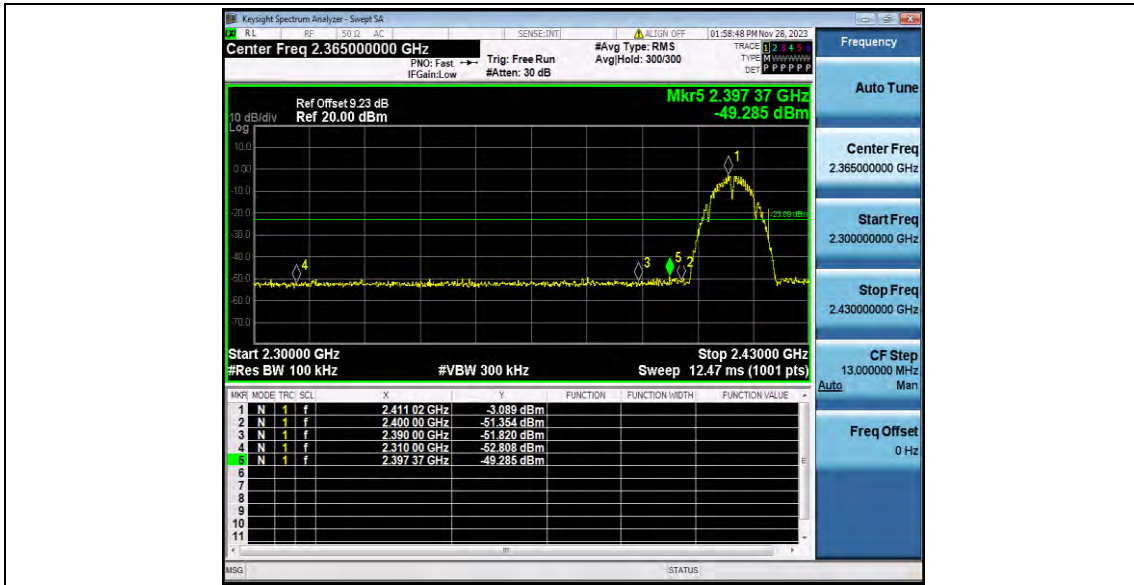 Keysight Spectrum Analyzer - Swept SA
RL RF 50 Ω AC SENSE:INT ALIGN OFF 01:58:48 PM Nov 28, 2023
Center Freq 2.365000000 GHz
PNO: Fast
IFGain:Low
Trig: Free Run
#Atten: 30 dB
#Avg Type: RMS
Avg|Hold: 300/300
TRACE 1 2 3 4 5 6
TYPE M WWWWW
DET P P P P P P
Frequency
Auto Tune
Center Freq
2.365000000 GHz
Start Freq
2.300000000 GHz
Stop Freq
2.430000000 GHz
CF Step
13.000000 MHz
Auto Man
Freq Offset
0 Hz
Mkr5 2.397 37 GHz
-49.285 dBm
Ref Offset 9.23 dB
10 dB/div Ref 20.00 dBm
Log
10.0
0.00
-10.0
-20.0
-30.0
-40.0
-50.0
-60.0
-70.0
1
-23.09 dBm
4
3
5
2
Start 2.30000 GHz Stop 2.43000 GHz
#Res BW 100 kHz #VBW 300 kHz Sweep 12.47 ms (1001 pts)
MKR MODE TRC SCL X Y FUNCTION FUNCTION WIDTH FUNCTION VALUE
1 N 1 f 2.411 02 GHz -3.089 dBm
2 N 1 f 2.400 00 GHz -51.354 dBm
3 N 1 f 2.390 00 GHz -51.820 dBm
4 N 1 f 2.310 00 GHz -52.808 dBm
5 N 1 f 2.397 37 GHz -49.285 dBm
6
7
8
9
10
11
MSG STATUS